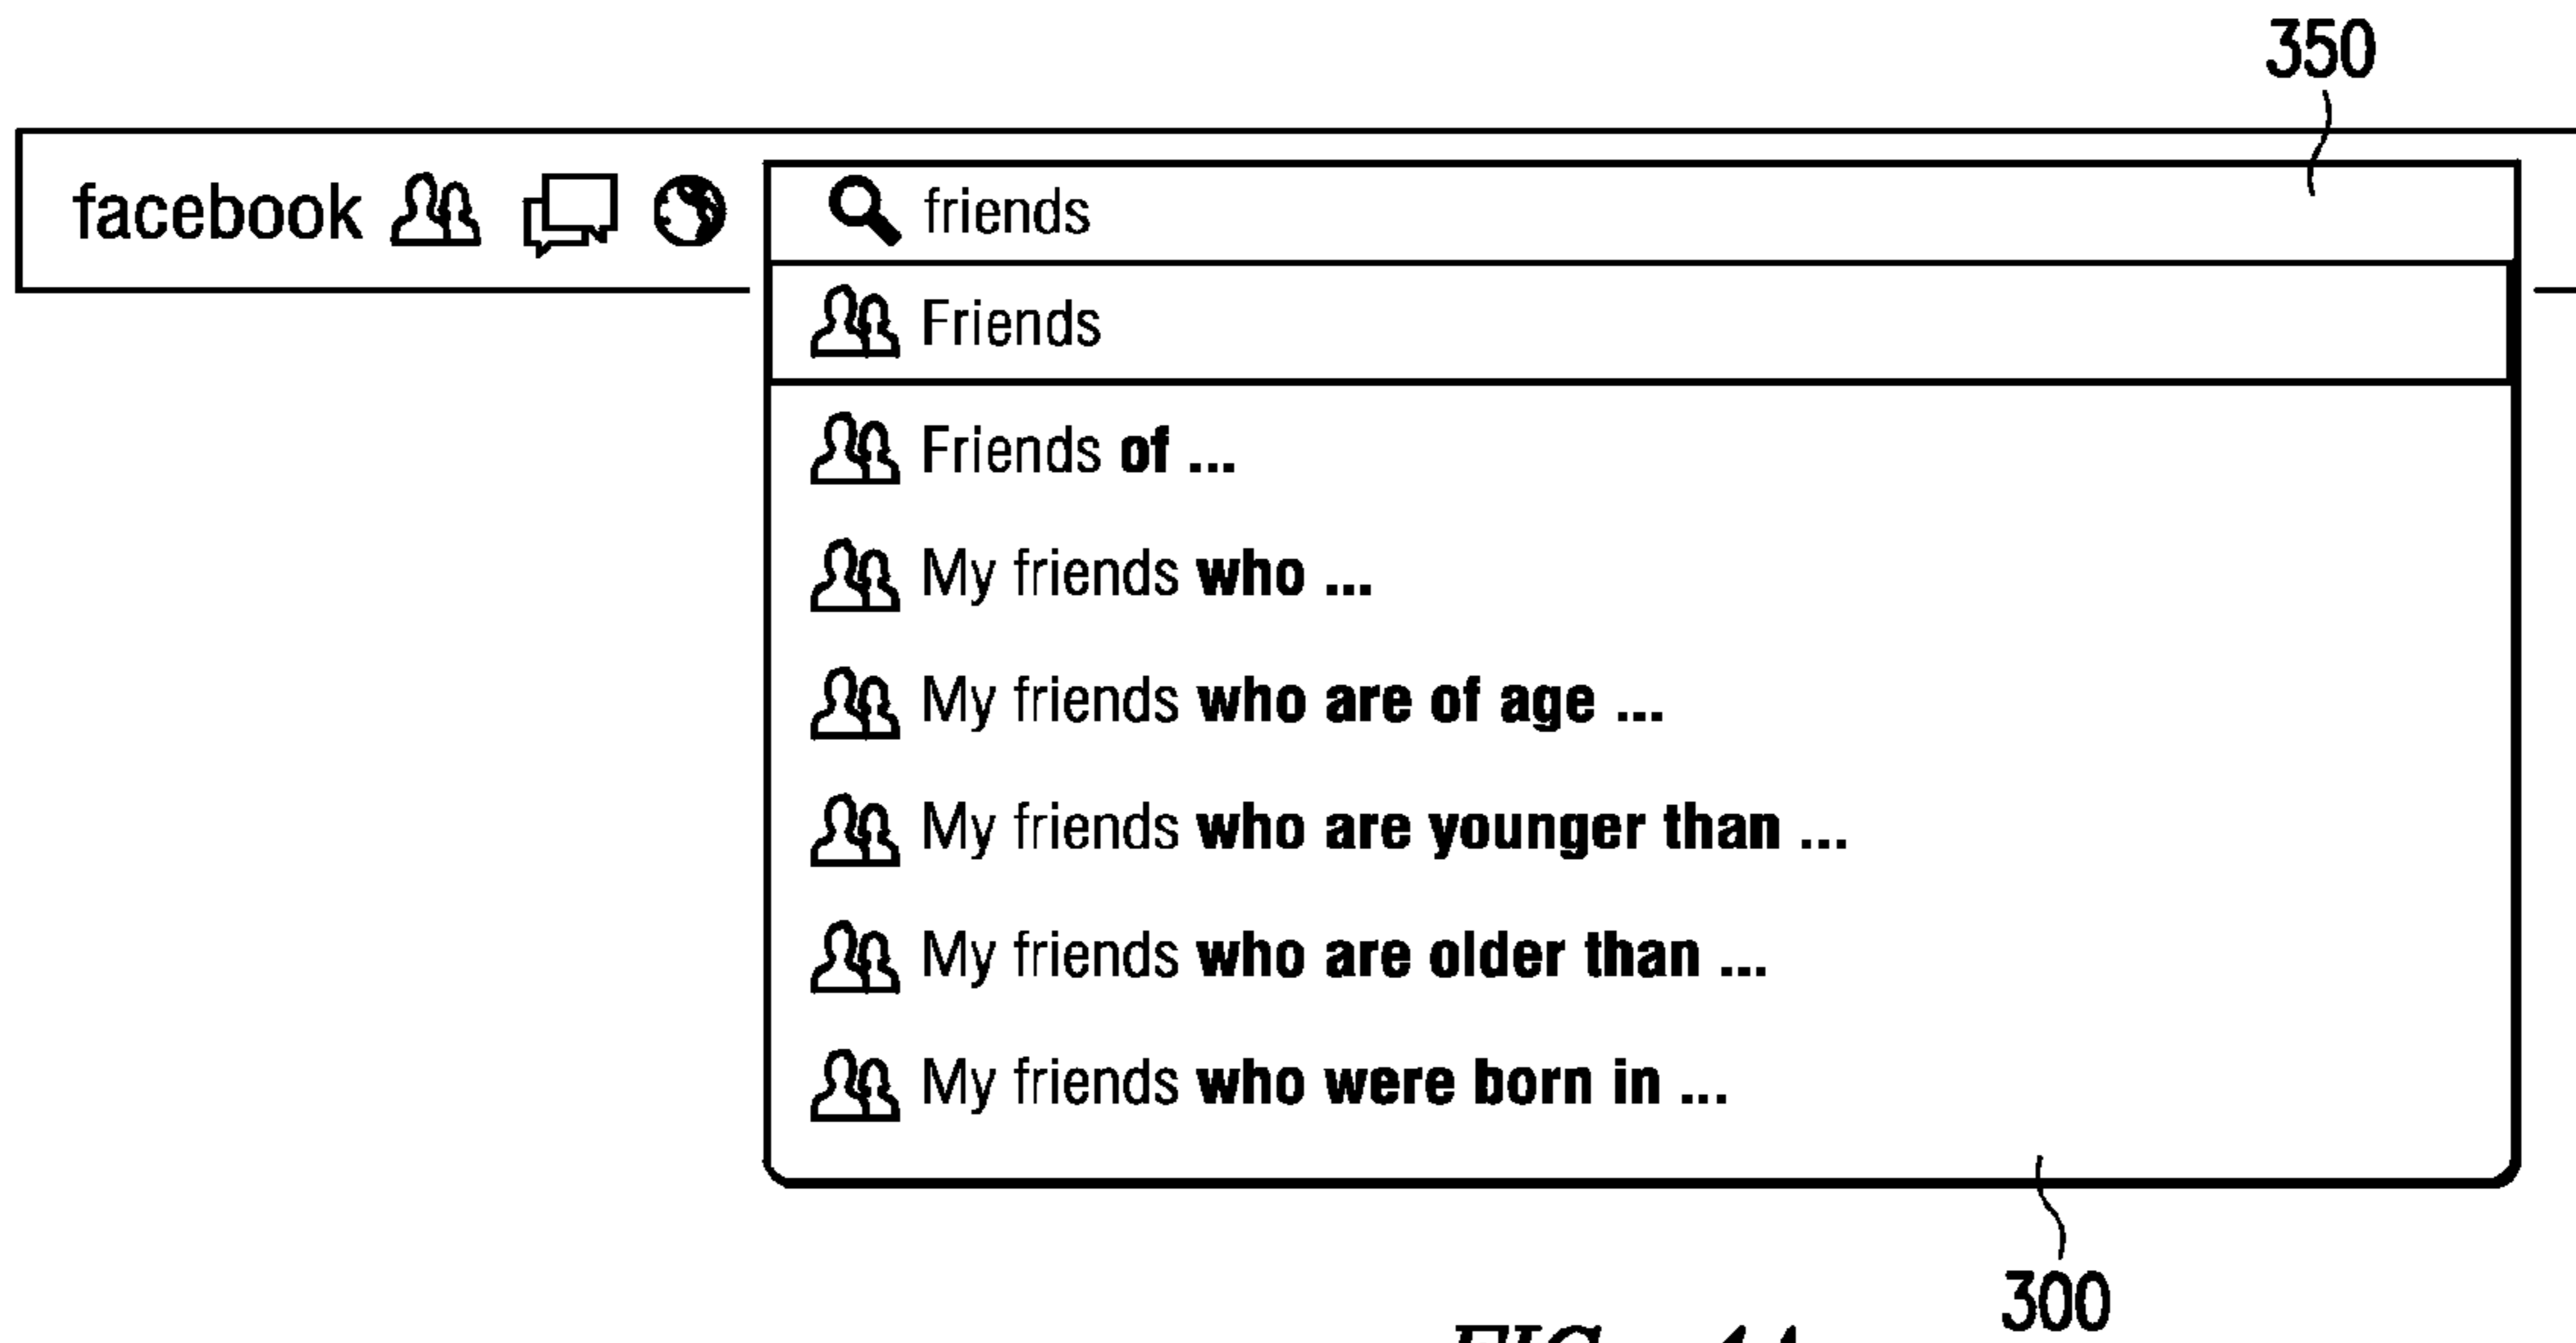 350
facebook friends
Friends
Friends of ...
My friends who ...
My friends who are of age ...
My friends who are younger than ...
My friends who are older than ...
My friends who were born in ...
300